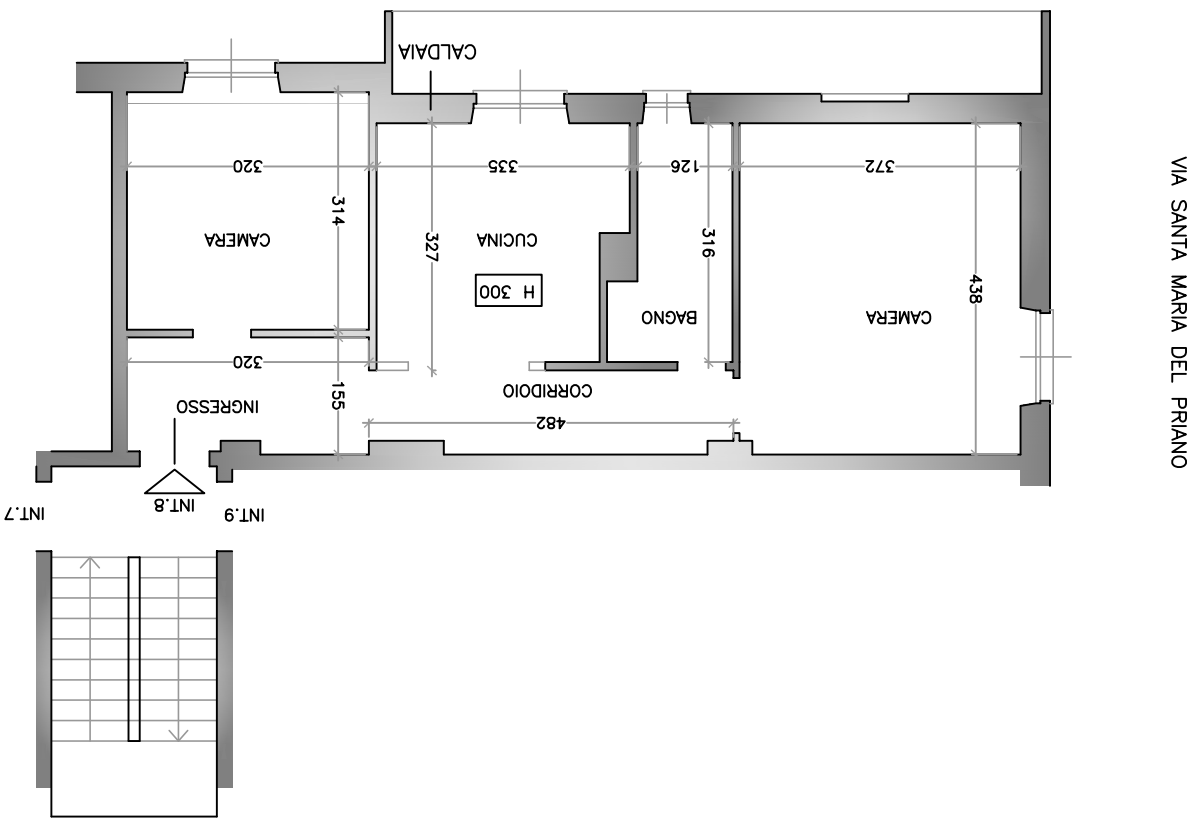 CALDAIA
320
335
126
372
314
327
316
438
CAMERA
CUCINA
H 300
BAGNO
CAMERA
320
155
CORRIDOIO
482
INGRESSO
INT.7
INT.8
INT.9
VIA SANTA MARIA DEL PRIANO